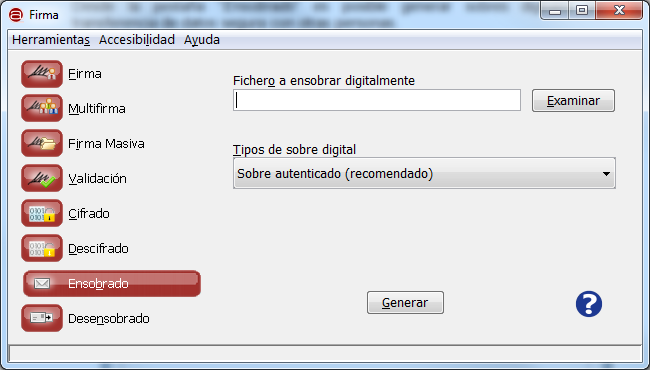 Firma
Herramientas Accesibilidad Ayuda
Firma
Multifirma
Firma Masiva
Validación
Cifrado
Descifrado
Ensobrado
Desensobrado
Fichero a ensobrar digitalmente
Examinar
Tipos de sobre digital
Sobre autenticado (recomendado)
Generar
?